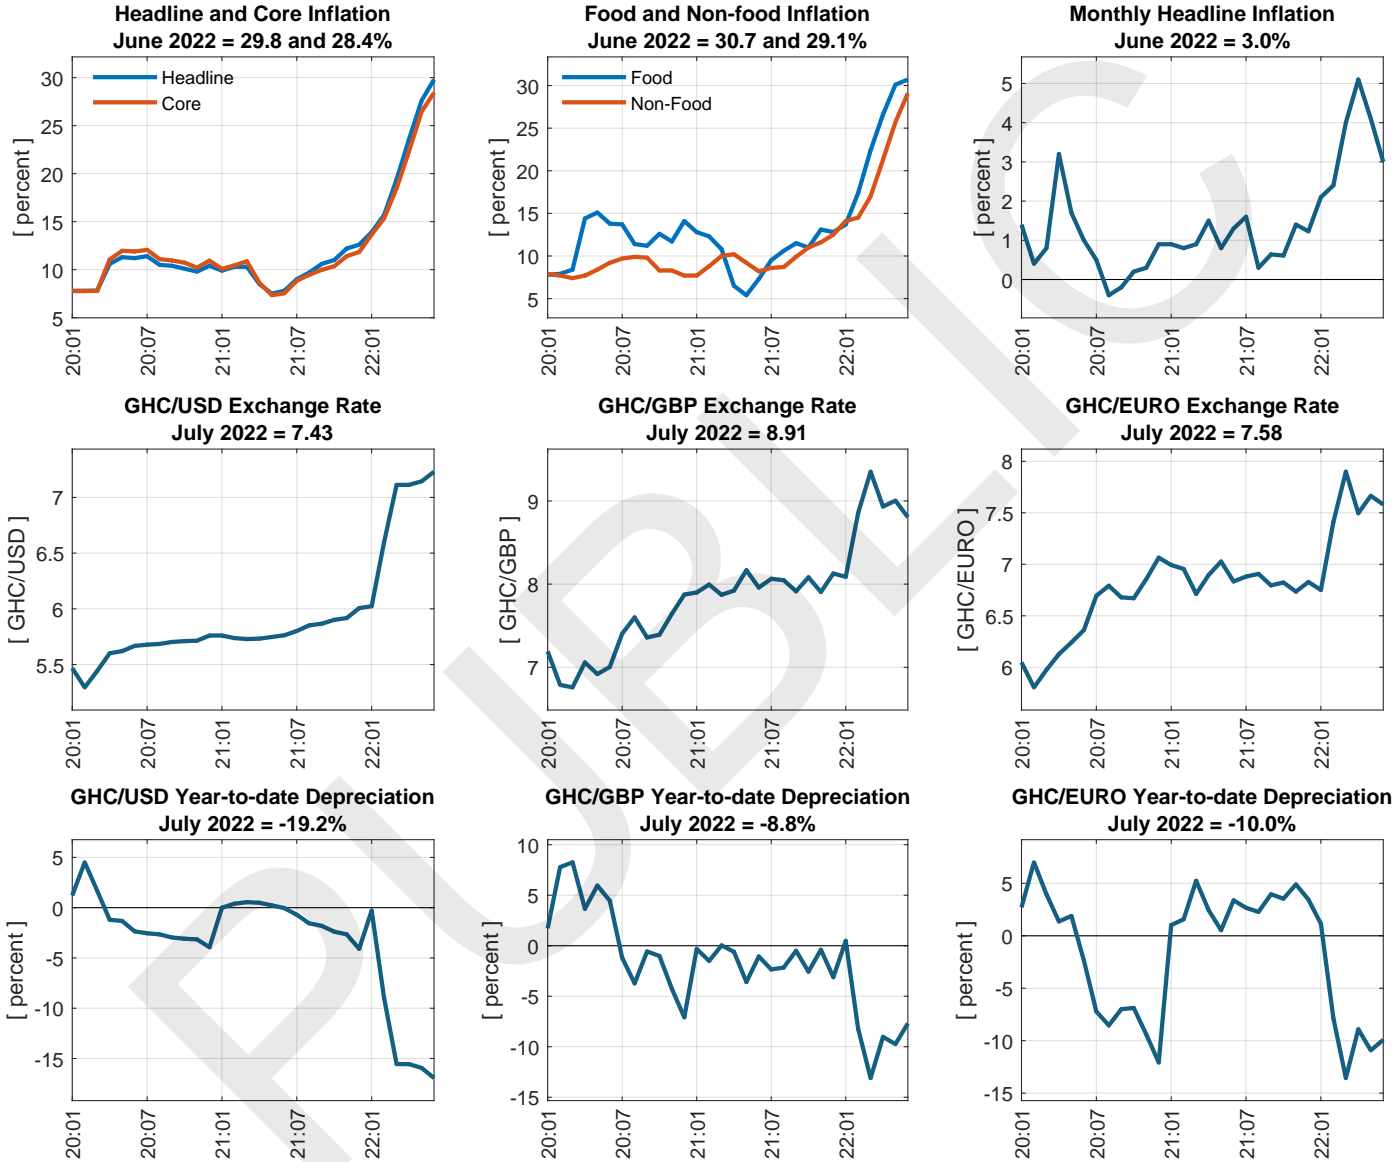 Headline and Core Inflation
June 2022 = 29.8 and 28.4%
Headline
Core
[ percent ]
30
25
20
15
10
5
20:01
20:07
21:01
21:07
22:01
Food and Non-food Inflation
June 2022 = 30.7 and 29.1%
Food
Non-Food
[ percent ]
30
25
20
15
10
5
20:01
20:07
21:01
21:07
22:01
Monthly Headline Inflation
June 2022 = 3.0%
[ percent ]
5
4
3
2
1
0
20:01
20:07
21:01
21:07
22:01
GHC/USD Exchange Rate
July 2022 = 7.43
[ GHC/USD ]
7
6.5
6
5.5
20:01
20:07
21:01
21:07
22:01
GHC/GBP Exchange Rate
July 2022 = 8.91
[ GHC/GBP ]
9
8
7
20:01
20:07
21:01
21:07
22:01
GHC/EURO Exchange Rate
July 2022 = 7.58
[ GHC/EURO ]
8
7.5
7
6.5
6
20:01
20:07
21:01
21:07
22:01
GHC/USD Year-to-date Depreciation
July 2022 = -19.2%
[ percent ]
5
0
-5
-10
-15
20:01
20:07
21:01
21:07
22:01
GHC/GBP Year-to-date Depreciation
July 2022 = -8.8%
[ percent ]
10
5
0
-5
-10
-15
20:01
20:07
21:01
21:07
22:01
GHC/EURO Year-to-date Depreciation
July 2022 = -10.0%
[ percent ]
5
0
-5
-10
-15
20:01
20:07
21:01
21:07
22:01
PUBLIC